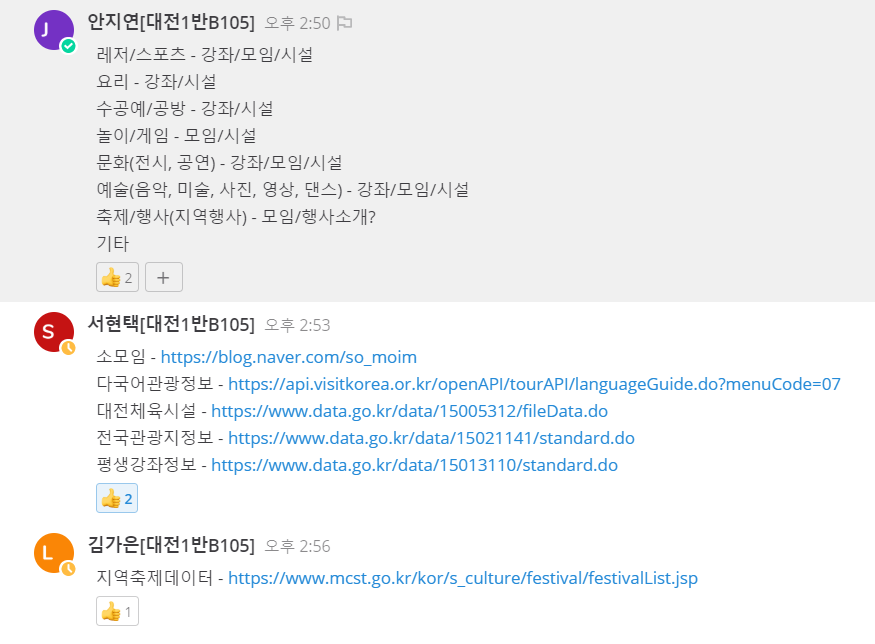 J
안지연[대전1반B105] 오후 2:50
레저/스포츠 - 강좌/모임/시설
요리 - 강좌/시설
수공예/공방 - 강좌/시설
놀이/게임 - 모임/시설
문화(전시, 공연) - 강좌/모임/시설
예술(음악, 미술, 사진, 영상, 댄스) - 강좌/모임/시설
축제/행사(지역행사) - 모임/행사소개?
기타
👍 2 +
S
서현택[대전1반B105] 오후 2:53
소모임 - https://blog.naver.com/so_moim
다국어관광정보 - https://api.visitkorea.or.kr/openAPI/tourAPI/languageGuide.do?menuCode=07
대전체육시설 - https://www.data.go.kr/data/15005312/fileData.do
전국관광지정보 - https://www.data.go.kr/data/15021141/standard.do
평생강좌정보 - https://www.data.go.kr/data/15013110/standard.do
👍 2
L
김가은[대전1반B105] 오후 2:56
지역축제데이터 - https://www.mcst.go.kr/kor/s_culture/festival/festivalList.jsp
👍 1